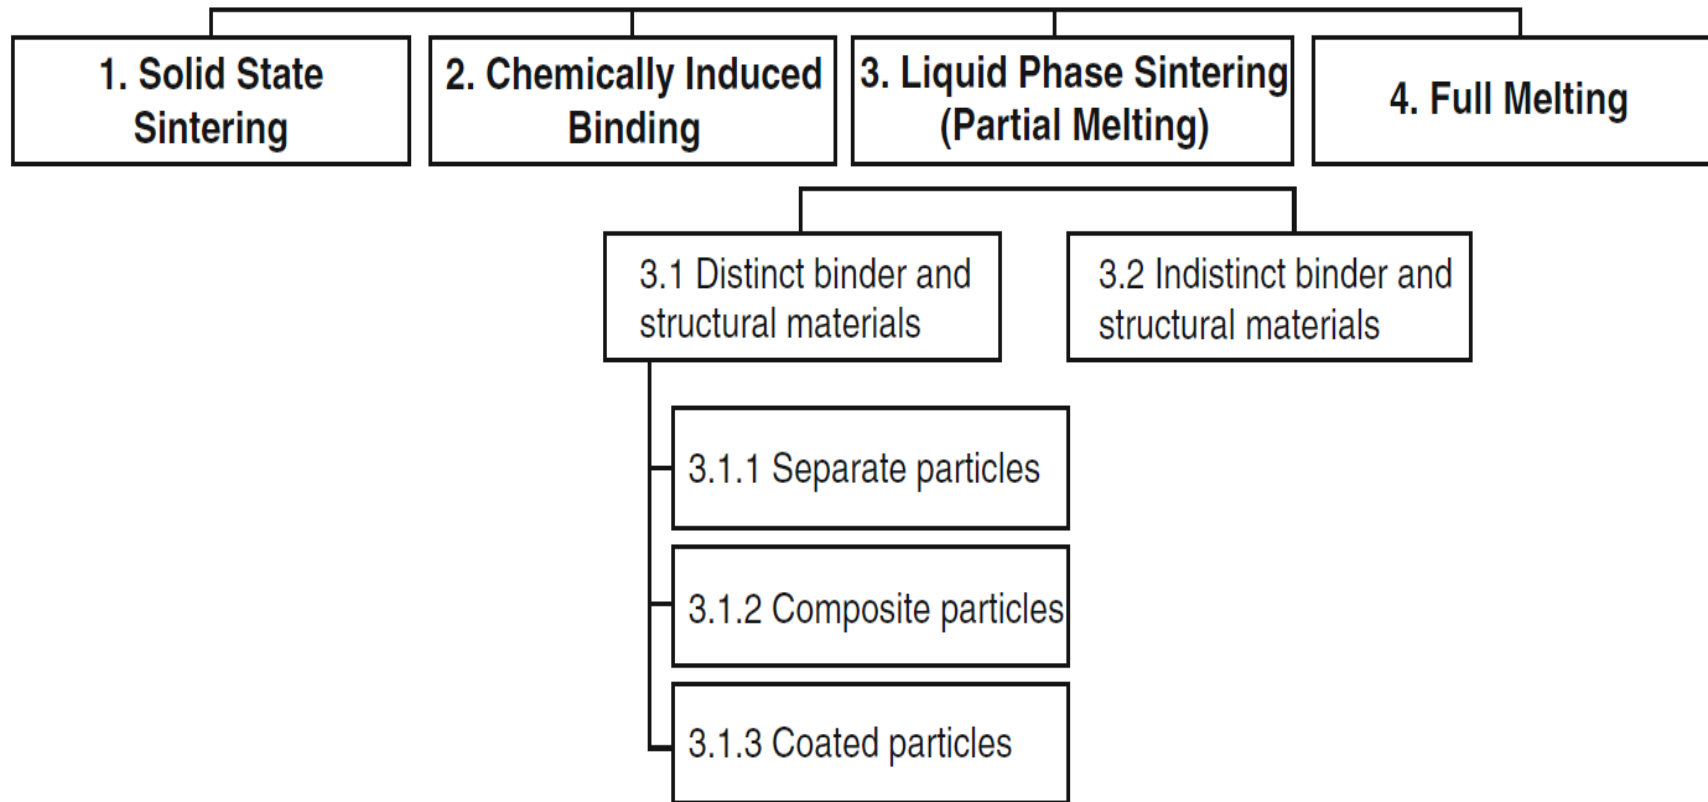 1. Solid State
Sintering
2. Chemically Induced
Binding
3. Liquid Phase Sintering
(Partial Melting)
4. Full Melting
3.1 Distinct binder and
structural materials
3.2 Indistinct binder and
structural materials
3.1.1 Separate particles
3.1.2 Composite particles
3.1.3 Coated particles